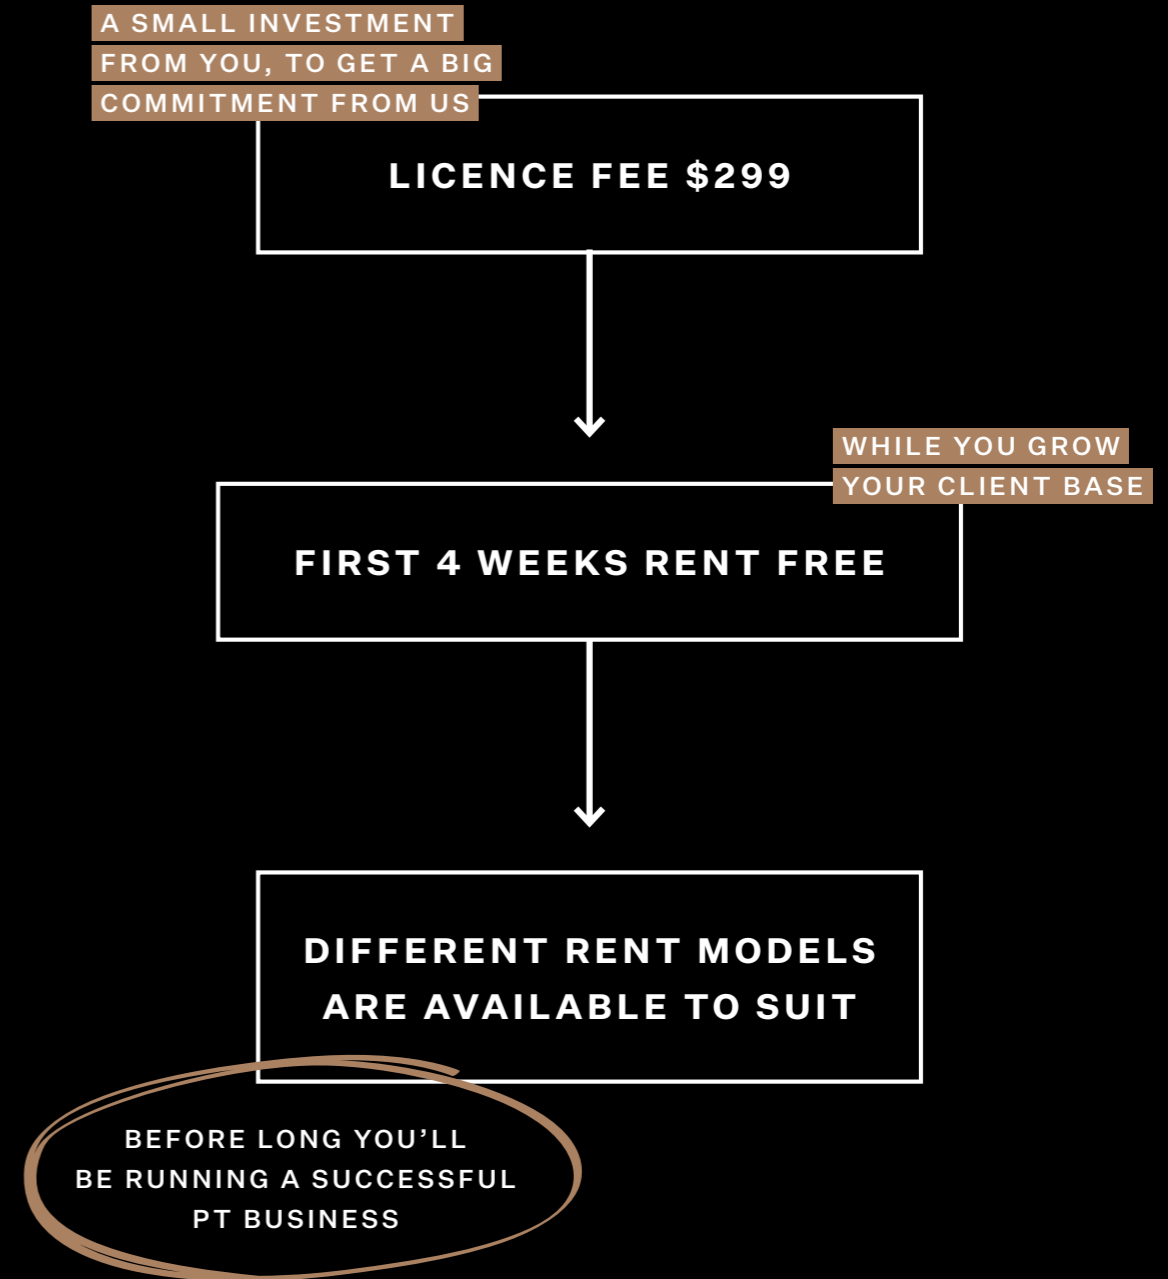 A SMALL INVESTMENT
FROM YOU, TO GET A BIG
COMMITMENT FROM US
LICENCE FEE $299
WHILE YOU GROW
YOUR CLIENT BASE
FIRST 4 WEEKS RENT FREE
DIFFERENT RENT MODELS
ARE AVAILABLE TO SUIT
BEFORE LONG YOU’LL
BE RUNNING A SUCCESSFUL
PT BUSINESS